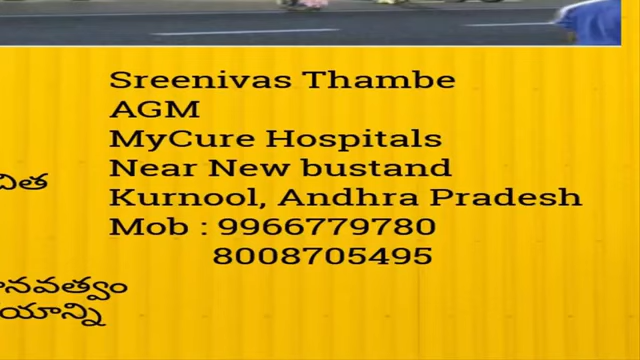 Sreenivas Thambe
AGM
MyCure Hospitals
Near New bustand
Kurnool, Andhra Pradesh
Mob : 9966779780
8008705495